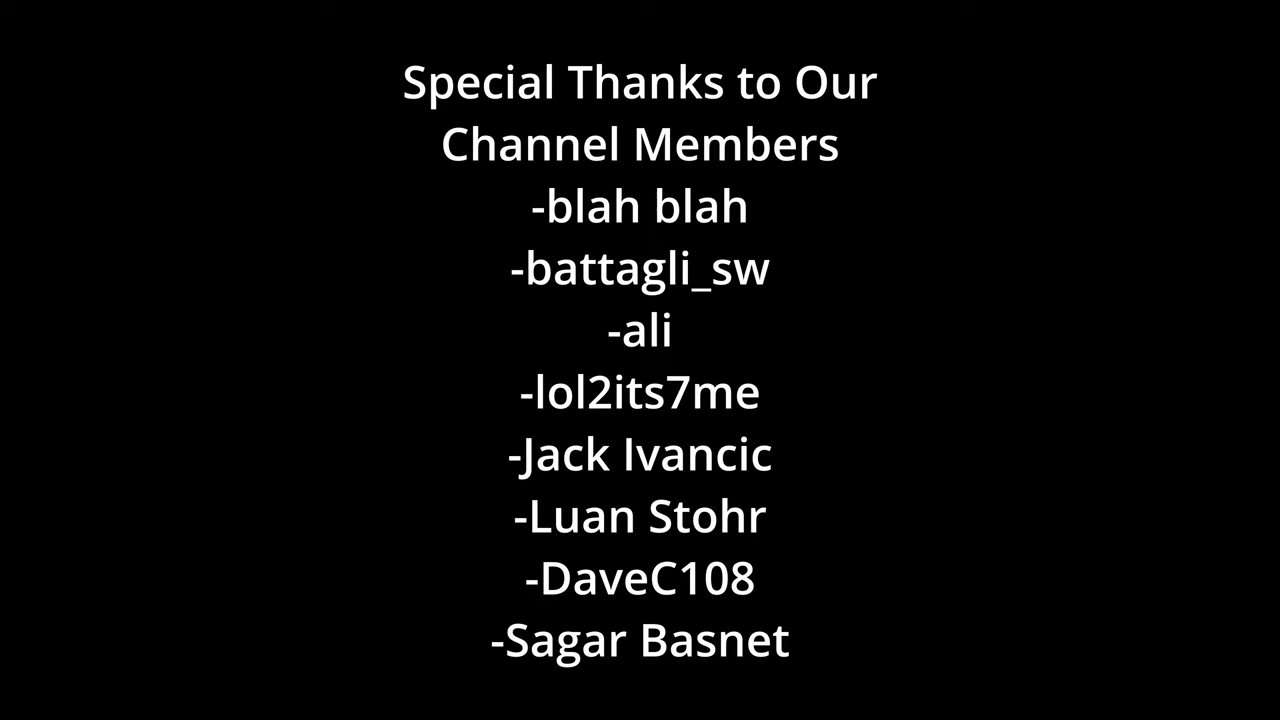 Special Thanks to Our
Channel Members
-blah blah
-battagli_sw
-ali
-lol2its7me
-Jack Ivancic
-Luan Stohr
-DaveC108
-Sagar Basnet